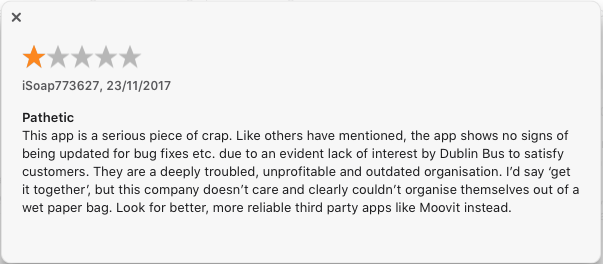 iSoap773627, 23/11/2017
Pathetic
This app is a serious piece of crap. Like others have mentioned, the app shows no signs of
being updated for bug fixes etc. due to an evident lack of interest by Dublin Bus to satisfy
customers. They are a deeply troubled, unprofitable and outdated organisation. I’d say ‘get
it together’, but this company doesn’t care and clearly couldn’t organise themselves out of a
wet paper bag. Look for better, more reliable third party apps like Moovit instead.